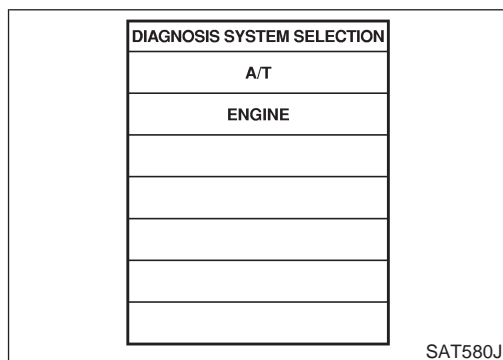 DIAGNOSIS SYSTEM SELECTION
A/T
ENGINE
SAT580J